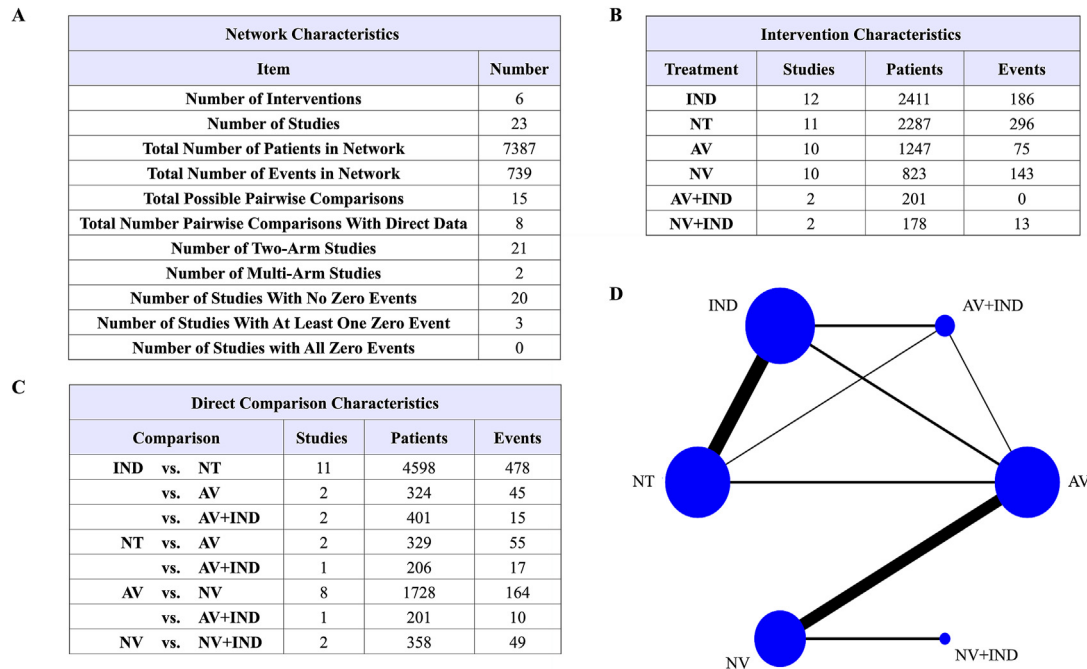 A
Network Characteristics
Item Number
Number of Interventions 6
Number of Studies 23
Total Number of Patients in Network 7387
Total Number of Events in Network 739
Total Possible Pairwise Comparisons 15
Total Number Pairwise Comparisons With Direct Data 8
Number of Two-Arm Studies 21
Number of Multi-Arm Studies 2
Number of Studies With No Zero Events 20
Number of Studies With At Least One Zero Event 3
Number of Studies with All Zero Events 0
B
Intervention Characteristics
Treatment Studies Patients Events
IND 12 2411 186
NT 11 2287 296
AV 10 1247 75
NV 10 823 143
AV+IND 2 201 0
NV+IND 2 178 13
C
Direct Comparison Characteristics
Comparison Studies Patients Events
IND vs. NT 11 4598 478
vs. AV 2 324 45
vs. AV+IND 2 401 15
NT vs. AV 2 329 55
vs. AV+IND 1 206 17
AV vs. NV 8 1728 164
vs. AV+IND 1 201 10
NV vs. NV+IND 2 358 49
D
IND
AV+IND
NT
AV
NV
NV+IND